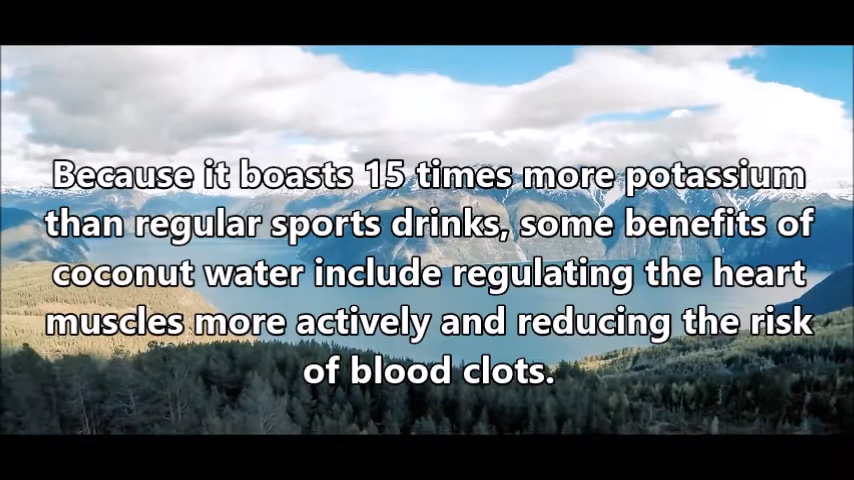 Because it boasts 15 times more potassium
than regular sports drinks, some benefits of
coconut water include regulating the heart
muscles more actively and reducing the risk
of blood clots.